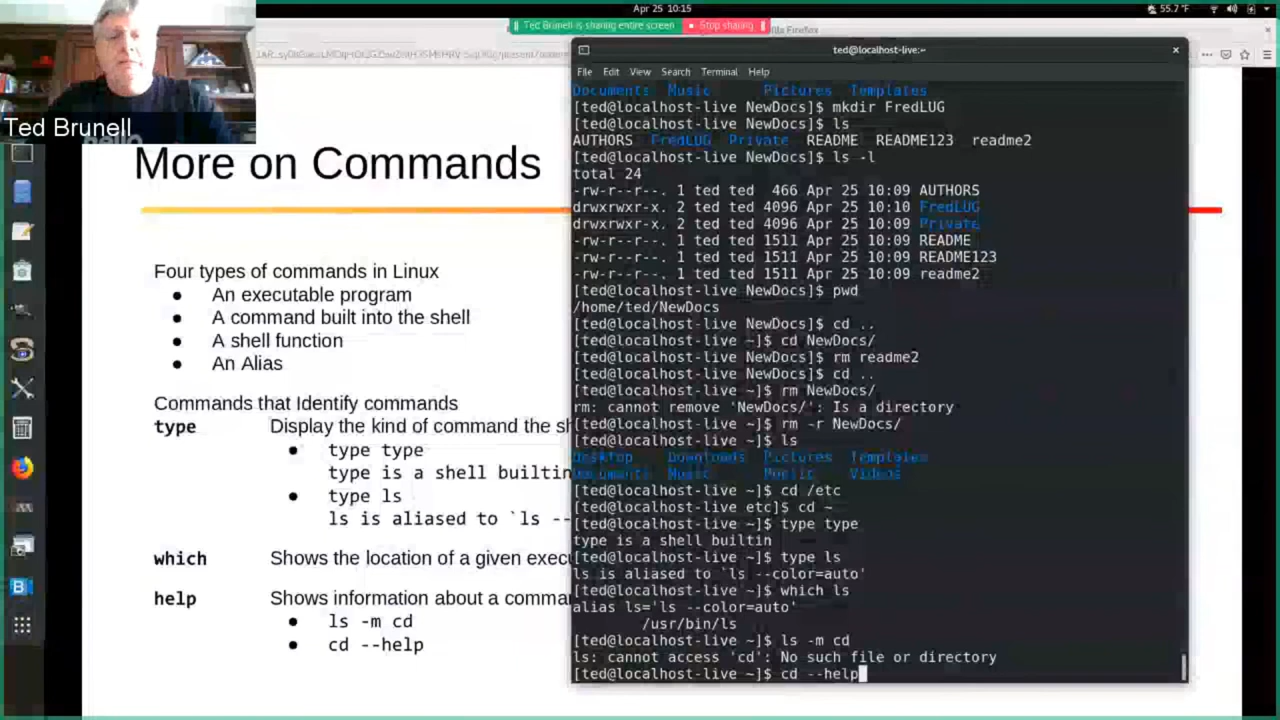 Apr 25 10:15
55.7 °F
Ted Brunell is sharing entire screen
Stop sharing
Firefox
Ted Brunell
More on Commands
Four types of commands in Linux
● An executable program
● A command built into the shell
● A shell function
● An Alias
Commands that Identify commands
type Display the kind of command the sh
● type type
type is a shell builtin
● type ls
ls is aliased to `ls --
which Shows the location of a given exec
help Shows information about a comman
● ls -m cd
● cd --help
ted@localhost-live:~
File Edit View Search Terminal Help
Documents Music Pictures Templates
[ted@localhost-live NewDocs]$ mkdir FredLUG
[ted@localhost-live NewDocs]$ ls
AUTHORS FredLUG Private README README123 readme2
[ted@localhost-live NewDocs]$ ls -l
total 24
-rw-r--r--. 1 ted ted 466 Apr 25 10:09 AUTHORS
drwxrwxr-x. 2 ted ted 4096 Apr 25 10:10 FredLUG
drwxrwxr-x. 2 ted ted 4096 Apr 25 10:09 Private
-rw-r--r--. 1 ted ted 1511 Apr 25 10:09 README
-rw-r--r--. 1 ted ted 1511 Apr 25 10:09 README123
-rw-r--r--. 1 ted ted 1511 Apr 25 10:09 readme2
[ted@localhost-live NewDocs]$ pwd
/home/ted/NewDocs
[ted@localhost-live NewDocs]$ cd ..
[ted@localhost-live ~]$ cd NewDocs/
[ted@localhost-live NewDocs]$ rm readme2
[ted@localhost-live NewDocs]$ cd ..
[ted@localhost-live ~]$ rm NewDocs/
rm: cannot remove 'NewDocs/': Is a directory
[ted@localhost-live ~]$ rm -r NewDocs/
[ted@localhost-live ~]$ ls
Desktop Downloads Pictures Templates
Documents Music Public Videos
[ted@localhost-live ~]$ cd /etc
[ted@localhost-live etc]$ cd ~
[ted@localhost-live ~]$ type type
type is a shell builtin
[ted@localhost-live ~]$ type ls
ls is aliased to `ls --color=auto'
[ted@localhost-live ~]$ which ls
alias ls='ls --color=auto'
/usr/bin/ls
[ted@localhost-live ~]$ ls -m cd
ls: cannot access 'cd': No such file or directory
[ted@localhost-live ~]$ cd --help